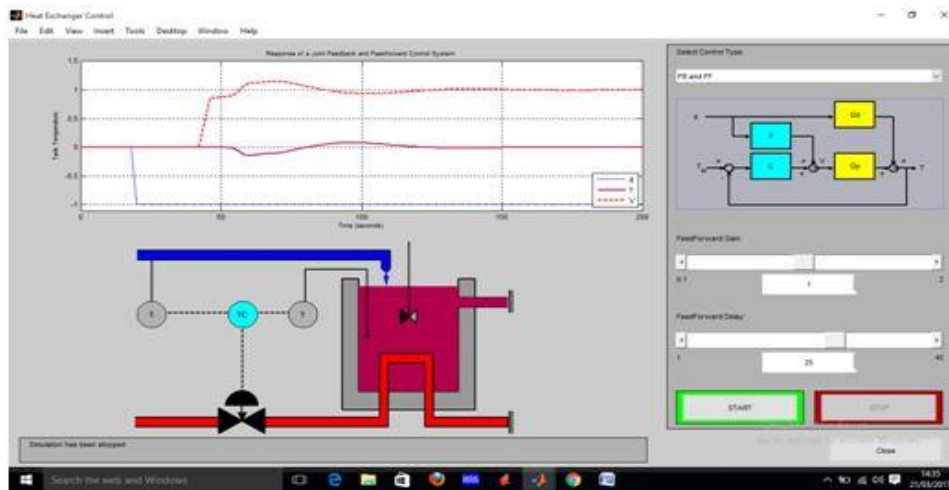 Heat Exchanger Control
File Edit View Insert Tools Desktop Window Help
Response of a Joint Feedback and Feedforward Control System
1.5
1
0.5
0
-0.5
-1
Tank Temperature
0 50 100 150 200
Time (seconds)
d
T
V
Select Control Type:
FB and FF
d
Gd
F
C
V
Gp
T
FeedForward Gain:
0.1 1 2
FeedForward Delay:
1 25 40
T TC T
START STOP
Simulation has been stopped
Close
Search the web and Windows
14:35